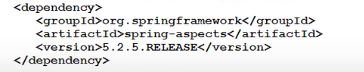 <dependency>
<groupId>org.springframework</groupId>
<artifactId>spring-aspects</artifactId>
<version>5.2.5.RELEASE</version>
</dependency>